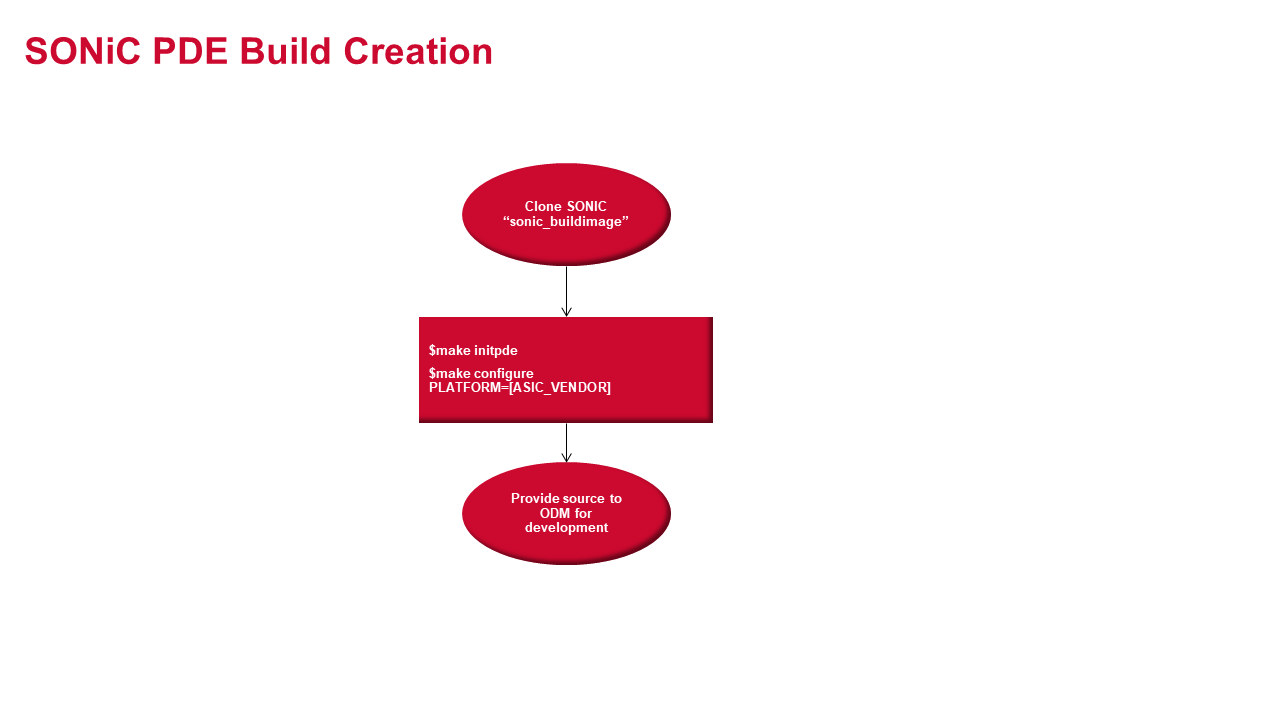 SONiC PDE Build Creation
Clone SONIC
“sonic_buildimage”
$make initpde
$make configure
PLATFORM=[ASIC_VENDOR]
Provide source to
ODM for
development